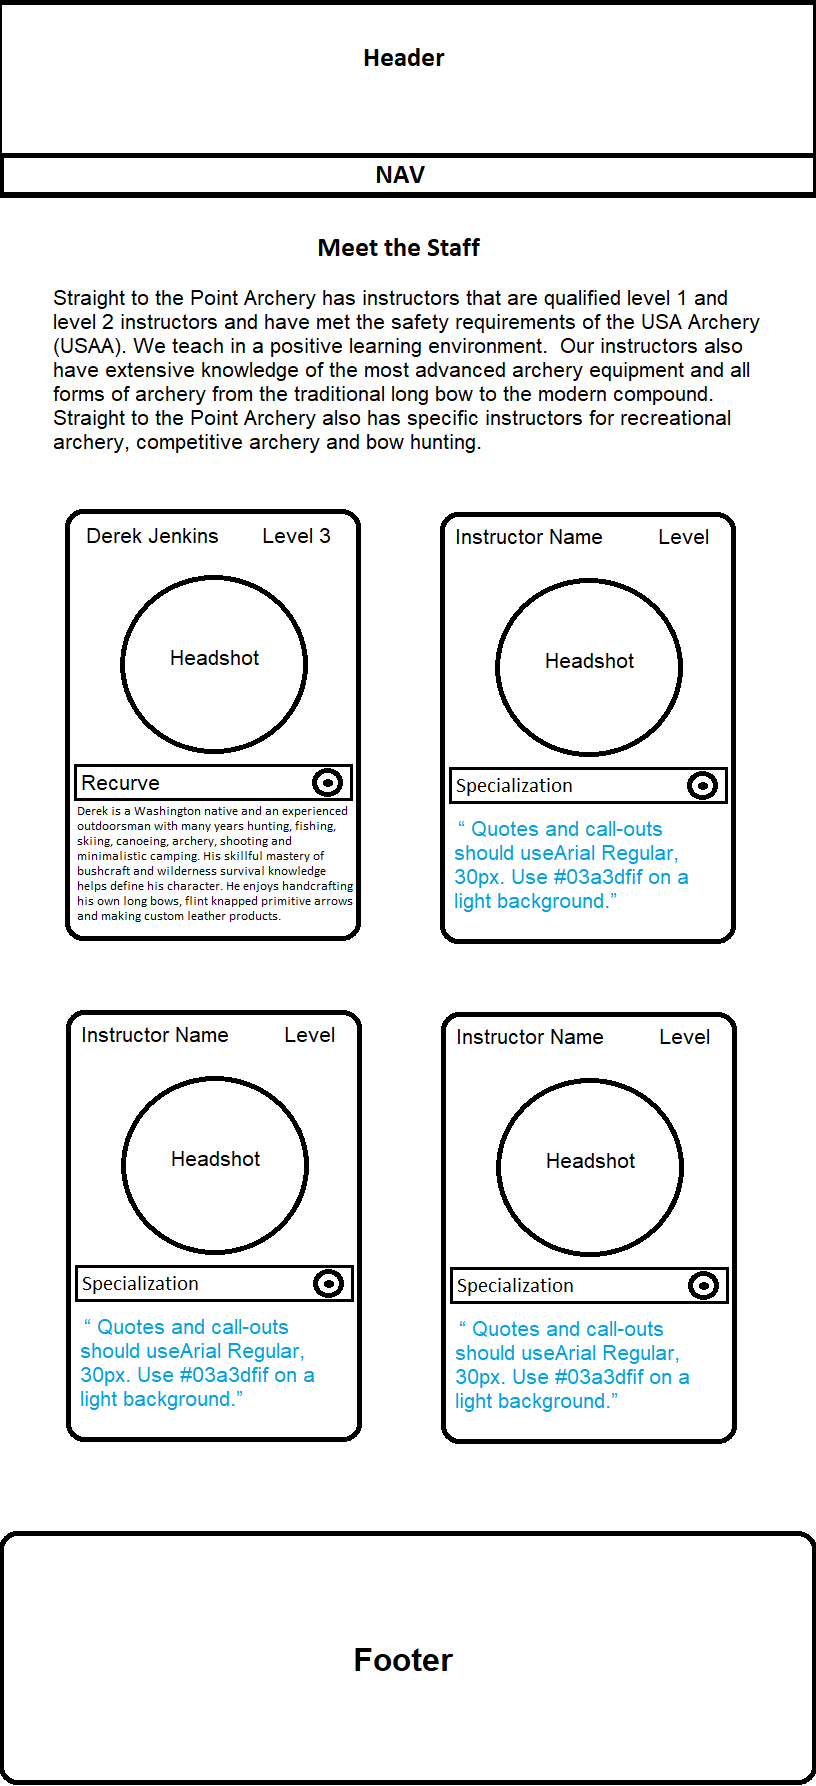 Header
NAV
Meet the Staff
Straight to the Point Archery has instructors that are qualified level 1 and
level 2 instructors and have met the safety requirements of the USA Archery
(USAA). We teach in a positive learning environment.  Our instructors also
have extensive knowledge of the most advanced archery equipment and all
forms of archery from the traditional long bow to the modern compound.
Straight to the Point Archery also has specific instructors for recreational
archery, competitive archery and bow hunting.
Derek Jenkins Level 3
Headshot
Recurve
Derek is a Washington native and an experienced
outdoorsman with many years hunting, fishing,
skiing, canoeing, archery, shooting and
minimalistic camping. His skillful mastery of
bushcraft and wilderness survival knowledge
helps define his character. He enjoys handcrafting
his own long bows, flint knapped primitive arrows
and making custom leather products.
Instructor Name Level
Headshot
Specialization
“ Quotes and call-outs
should useArial Regular,
30px. Use #03a3dfif on a
light background.”
Instructor Name Level
Headshot
Specialization
“ Quotes and call-outs
should useArial Regular,
30px. Use #03a3dfif on a
light background.”
Instructor Name Level
Headshot
Specialization
“ Quotes and call-outs
should useArial Regular,
30px. Use #03a3dfif on a
light background.”
Footer